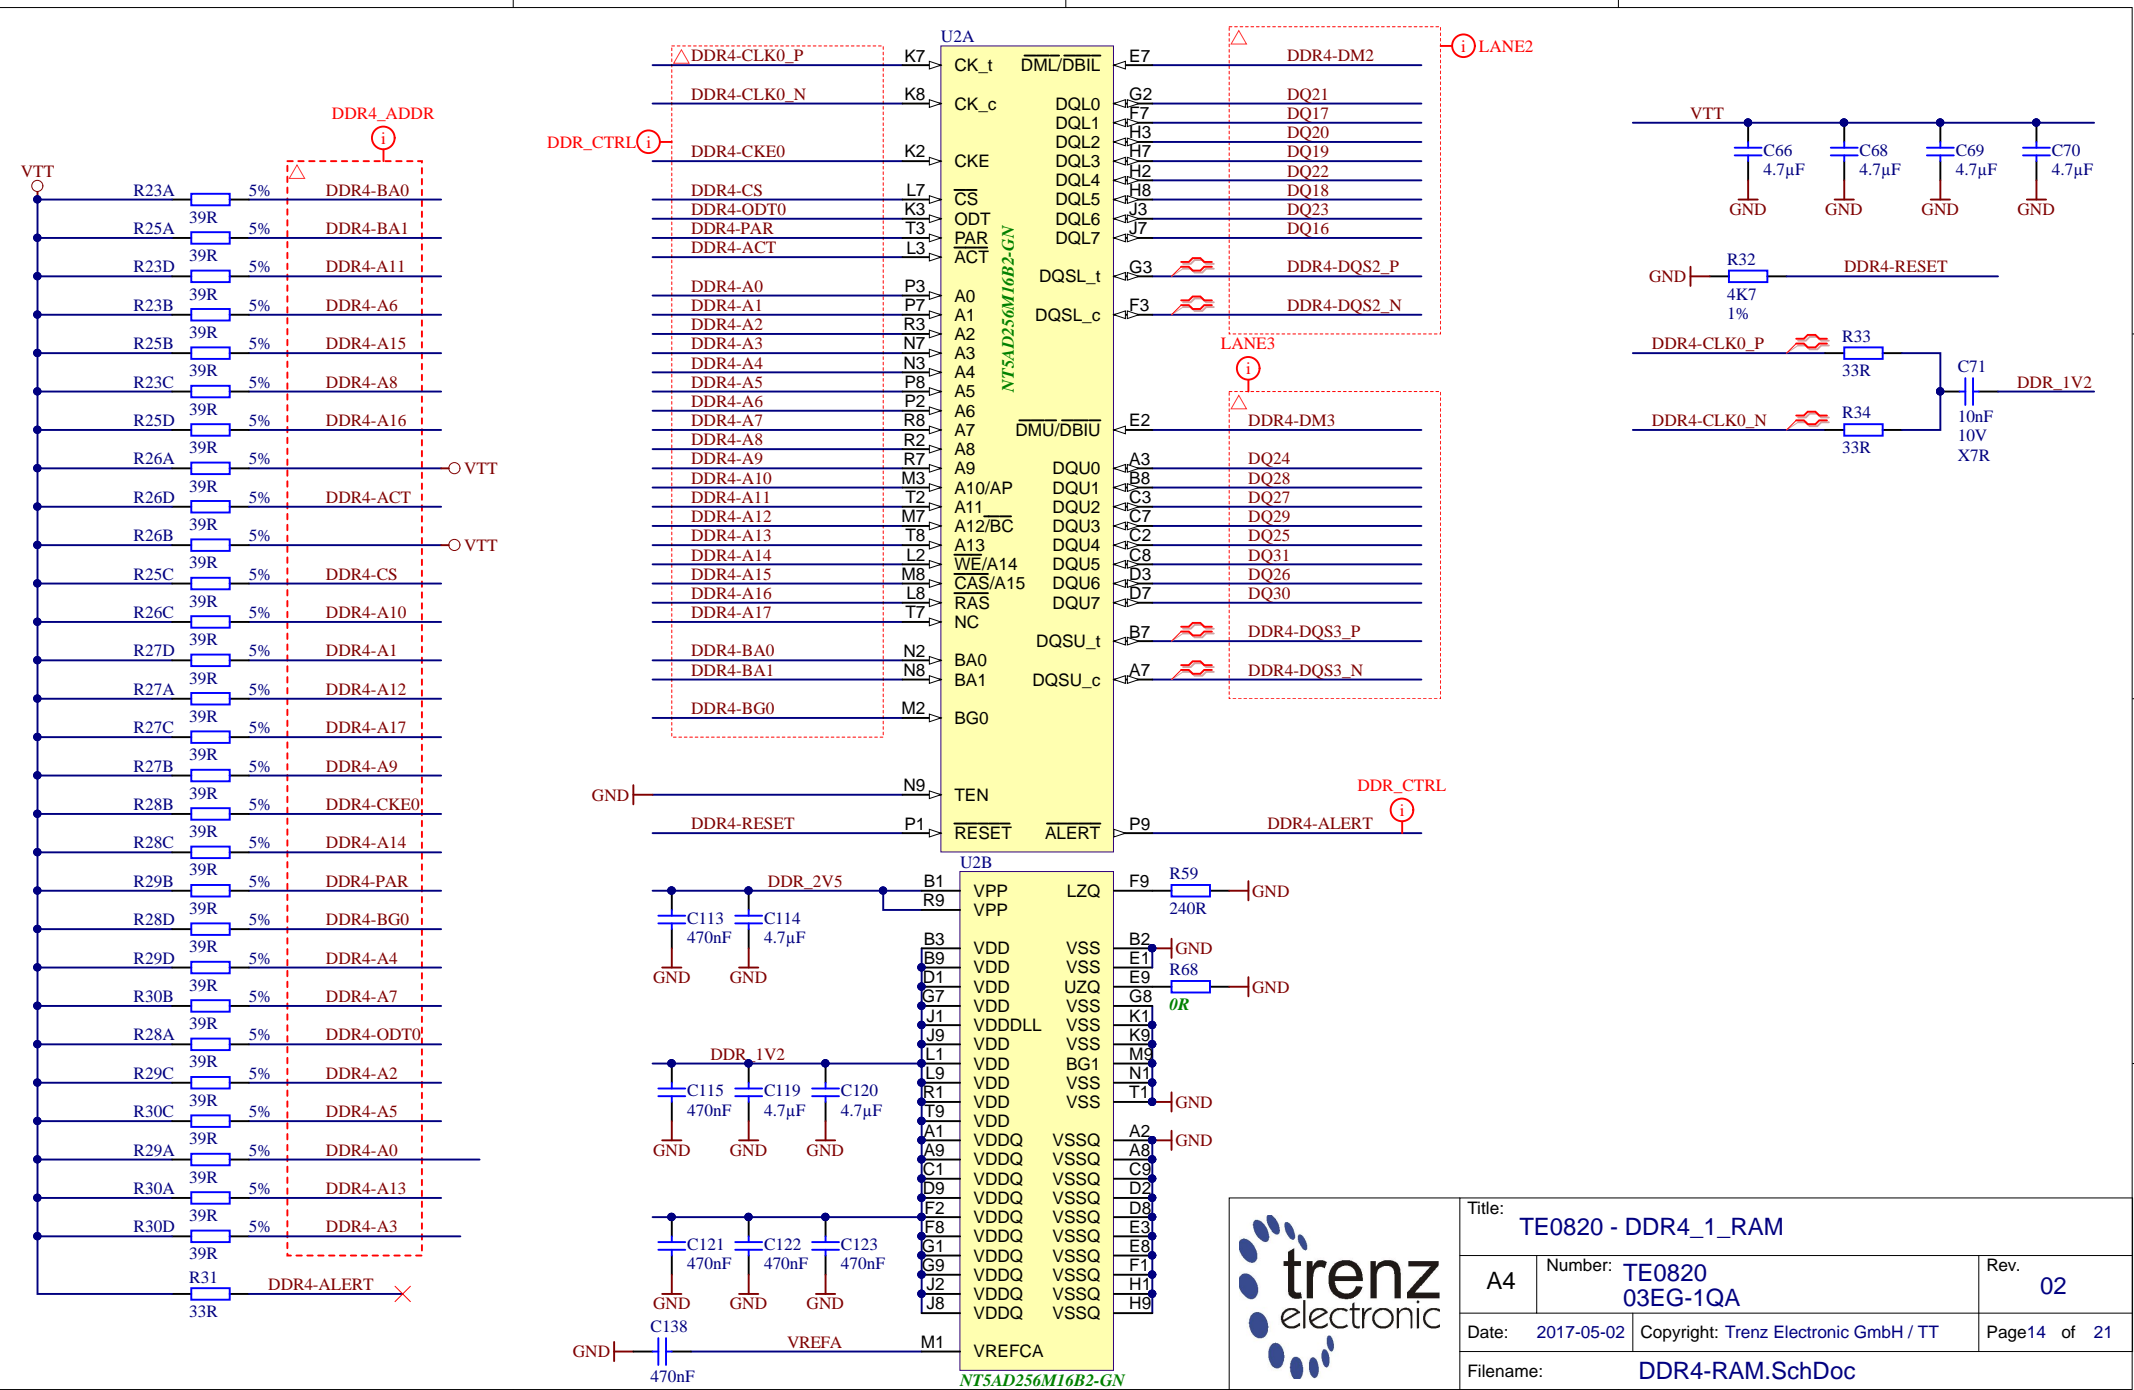 DDR4_ADDR
VTT
R23A 39R 5% DDR4-BA0
R25A 39R 5% DDR4-BA1
R23D 39R 5% DDR4-A11
R23B 39R 5% DDR4-A6
R25B 39R 5% DDR4-A15
R23C 39R 5% DDR4-A8
R25D 39R 5% DDR4-A16
R26A 39R 5% VTT
R26D 39R 5% DDR4-ACT
R26B 39R 5% VTT
R25C 39R 5% DDR4-CS
R26C 39R 5% DDR4-A10
R27D 39R 5% DDR4-A1
R27A 39R 5% DDR4-A12
R27C 39R 5% DDR4-A17
R27B 39R 5% DDR4-A9
R28B 39R 5% DDR4-CKE0
R28C 39R 5% DDR4-A14
R29B 39R 5% DDR4-PAR
R28D 39R 5% DDR4-BG0
R29D 39R 5% DDR4-A4
R30B 39R 5% DDR4-A7
R28A 39R 5% DDR4-ODT0
R29C 39R 5% DDR4-A2
R30C 39R 5% DDR4-A5
R29A 39R 5% DDR4-A0
R30A 39R 5% DDR4-A13
R30D 39R 5% DDR4-A3
R31 33R DDR4-ALERT
U2A
NT5AD256M16B2-GN
DDR_CTRL i
DDR4-CLK0_P K7 CK_t
DDR4-CLK0_N K8 CK_c
DDR4-CKE0 K2 CKE
DDR4-CS L7 CS
DDR4-ODT0 K3 ODT
DDR4-PAR T3 PAR
DDR4-ACT L3 ACT
DDR4-A0 P3 A0
DDR4-A1 P7 A1
DDR4-A2 R3 A2
DDR4-A3 N7 A3
DDR4-A4 N3 A4
DDR4-A5 P8 A5
DDR4-A6 P2 A6
DDR4-A7 R8 A7
DDR4-A8 R2 A8
DDR4-A9 R7 A9
DDR4-A10 M3 A10/AP
DDR4-A11 T2 A11
DDR4-A12 M7 A12/BC
DDR4-A13 T8 A13
DDR4-A14 L2 WE/A14
DDR4-A15 M8 CAS/A15
DDR4-A16 L8 RAS
DDR4-A17 T7 NC
DDR4-BA0 N2 BA0
DDR4-BA1 N8 BA1
DDR4-BG0 M2 BG0
GND N9 TEN
DDR4-RESET P1 RESET
i LANE2
DML/DBIL E7 DDR4-DM2
DQL0 G2 DQ21
DQL1 F7 DQ17
DQL2 H3 DQ20
DQL3 H7 DQ19
DQL4 H2 DQ22
DQL5 H8 DQ18
DQL6 J3 DQ23
DQL7 J7 DQ16
DQSL_t G3 DDR4-DQS2_P
DQSL_c F3 DDR4-DQS2_N
LANE3
i
DMU/DBIU E2 DDR4-DM3
DQU0 A3 DQ24
DQU1 B8 DQ28
DQU2 C3 DQ27
DQU3 C7 DQ29
DQU4 C2 DQ25
DQU5 C8 DQ31
DQU6 D3 DQ26
DQU7 D7 DQ30
DQSU_t B7 DDR4-DQS3_P
DQSU_c A7 DDR4-DQS3_N
DDR_CTRL
i
ALERT P9 DDR4-ALERT
U2B
DDR_2V5 B1 VPP
R9 VPP
C113 470nF GND
C114 4.7µF GND
B3 VDD
B9 VDD
D1 VDD
G7 VDD
J1 VDDDLL
J9 VDD
DDR_1V2 L1 VDD
L9 VDD
R1 VDD
T9 VDD
C115 470nF GND
C119 4.7µF GND
C120 4.7µF GND
A1 VDDQ
A9 VDDQ
C1 VDDQ
D9 VDDQ
F2 VDDQ
F8 VDDQ
G1 VDDQ
G9 VDDQ
J2 VDDQ
J8 VDDQ
C121 470nF GND
C122 470nF GND
C123 470nF GND
GND C138 470nF VREFA M1 VREFCA
NT5AD256M16B2-GN
LZQ F9 R59 240R GND
VSS B2 GND
VSS E1
UZQ E9 R68 0R GND
VSS G8
VSS K1
VSS K9
BG1 M9
VSS N1
VSS T1 GND
VSSQ A2 GND
VSSQ A8
VSSQ C9
VSSQ D2
VSSQ D8
VSSQ E3
VSSQ E8
VSSQ F1
VSSQ H1
VSSQ H9
VTT
C66 4.7µF GND
C68 4.7µF GND
C69 4.7µF GND
C70 4.7µF GND
GND R32 4K7 1% DDR4-RESET
DDR4-CLK0_P R33 33R
DDR4-CLK0_N R34 33R
C71 10nF 10V X7R DDR_1V2
trenz
electronic
Title: TE0820 - DDR4_1_RAM
A4
Number: TE0820
03EG-1QA
Rev. 02
Date: 2017-05-02
Copyright: Trenz Electronic GmbH / TT
Page14 of 21
Filename: DDR4-RAM.SchDoc